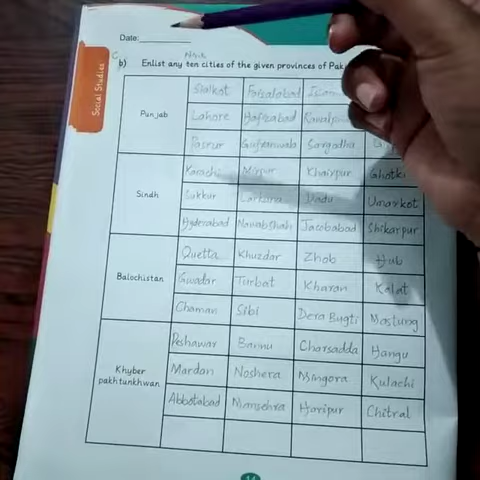 Date:
Social Studies
b) Enlist any ten cities of the given provinces of
Punjab
Sialkot Faisalabad
Lahore Hafizabad
Pasrur Gujranwala Sargodha
Sindh
Karachi Mirpur Khairpur Ghotki
Sukkur Larkana Dadu Umarkot
Hyderabad Nawabshah Jacobabad Shikarpur
Balochistan
Quetta Khuzdar Zhob Hub
Gwadar Turbat Kharan Kalat
Chaman Sibi Dera Bugti Mastung
Khyber
pakhtunkhwan
Peshawar Bannu Charsadda Hangu
Mardan Noshera Mingora Kulachi
Abbotabad Mansehra Haripur Chitral